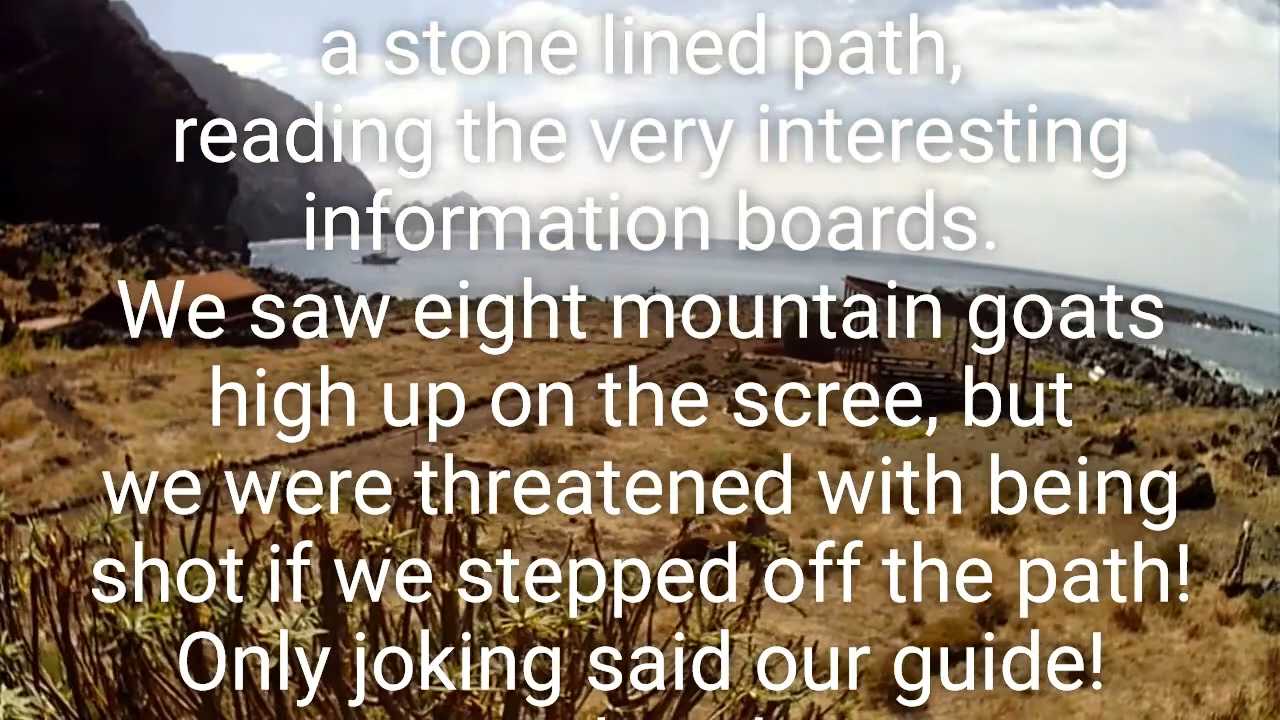 a stone lined path,
reading the very interesting
information boards.
We saw eight mountain goats
high up on the scree, but
we were threatened with being
shot if we stepped off the path!
Only joking said our guide!